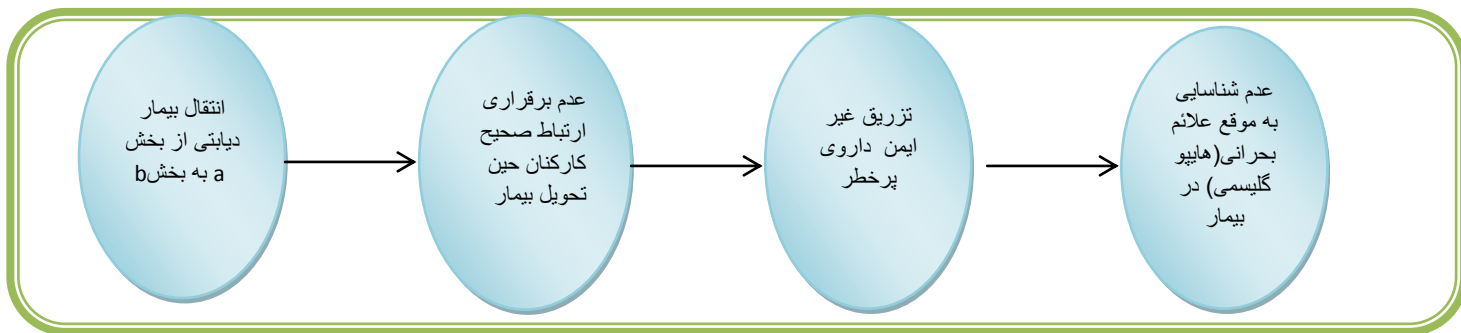 انتقال بیمار
دیابتی از بخش
a به بخشb
عدم برقراری
ارتباط صحیح
کارکنان حین
تحویل بیمار
تزریق غیر
ایمن داروی
پرخطر
عدم شناسایی
به موقع علائم
بحرانی(هایپو
گلیسمی) در
بیمار